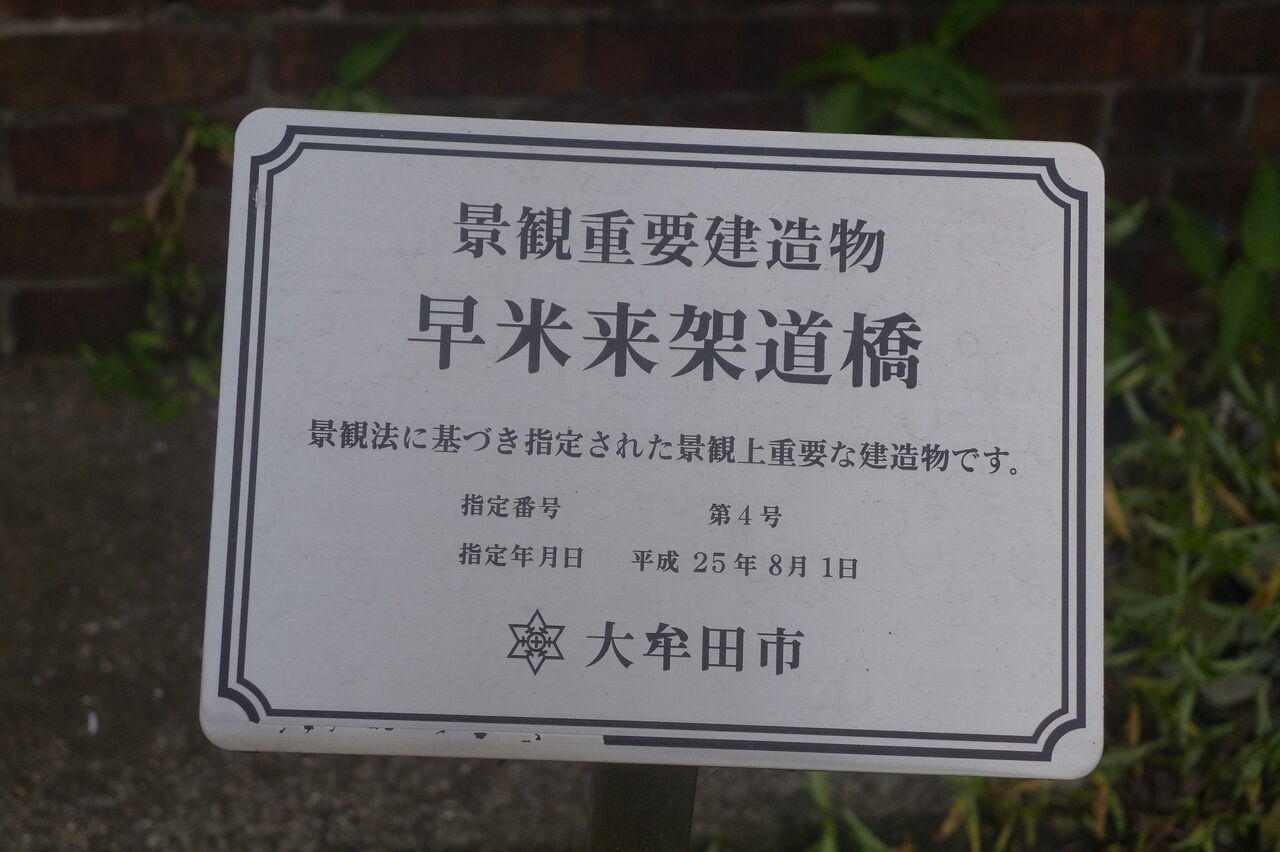 景観重要建造物
早米来架道橋
景観法に基づき指定された景観上重要な建造物です。
指定番号 第4号
指定年月日 平成 25年 8月 1日
大牟田市